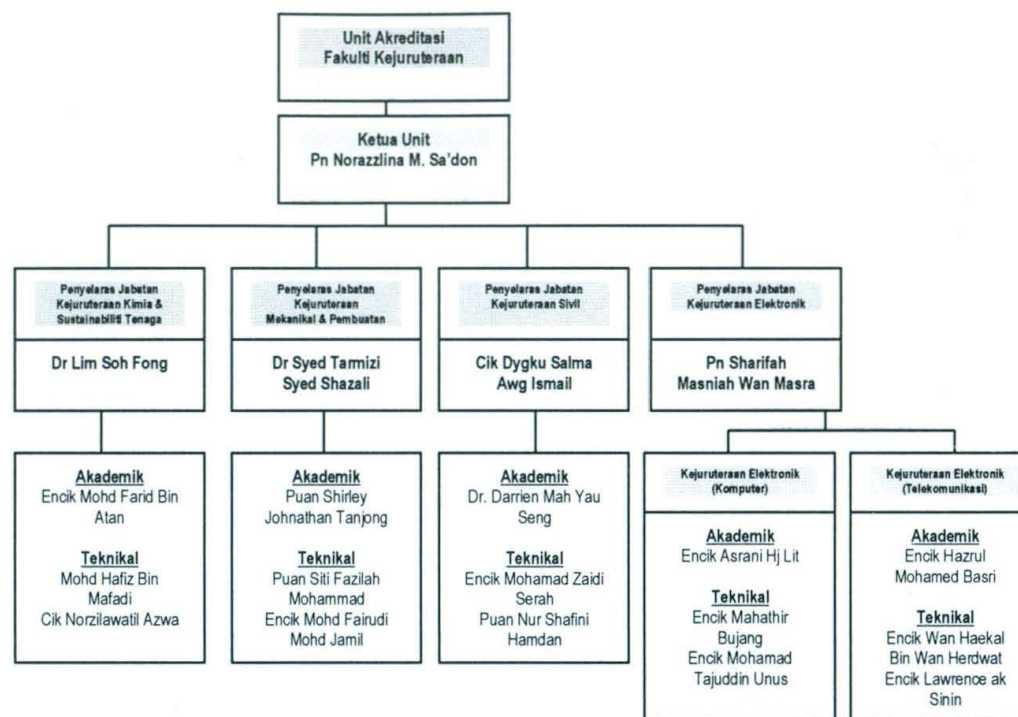 Unit Akreditasi
Fakulti Kejuruteraan
Ketua Unit
Pn Norazzlina M. Sa'don
Penyelaras Jabatan
Kejuruteraan Kimia &
Sustainabiliti Tenaga
Dr Lim Soh Fong
Akademik
Encik Mohd Farid Bin
Atan
Teknikal
Mohd Hafiz Bin
Mafadi
Cik Norzilawatil Azwa
Penyelaras Jabatan
Kejuruteraan
Mekanikal & Pembuatan
Dr Syed Tarmizi
Syed Shazali
Akademik
Puan Shirley
Johnathan Tanjong
Teknikal
Puan Siti Fazilah
Mohammad
Encik Mohd Fairudi
Mohd Jamil
Penyelaras Jabatan
Kejuruteraan Sivil
Cik Dygku Salma
Awg Ismail
Akademik
Dr. Darrien Mah Yau
Seng
Teknikal
Encik Mohamad Zaidi
Serah
Puan Nur Shafini
Hamdan
Penyelaras Jabatan
Kejuruteraan Elektronik
Pn Sharifah
Masniah Wan Masra
Kejuruteraan Elektronik
(Komputer)
Akademik
Encik Asrani Hj Lit
Teknikal
Encik Mahathir
Bujang
Encik Mohamad
Tajuddin Unus
Kejuruteraan Elektronik
(Telekomunikasi)
Akademik
Encik Hazrul
Mohamed Basri
Teknikal
Encik Wan Haekal
Bin Wan Herdwat
Encik Lawrence ak
Sinin